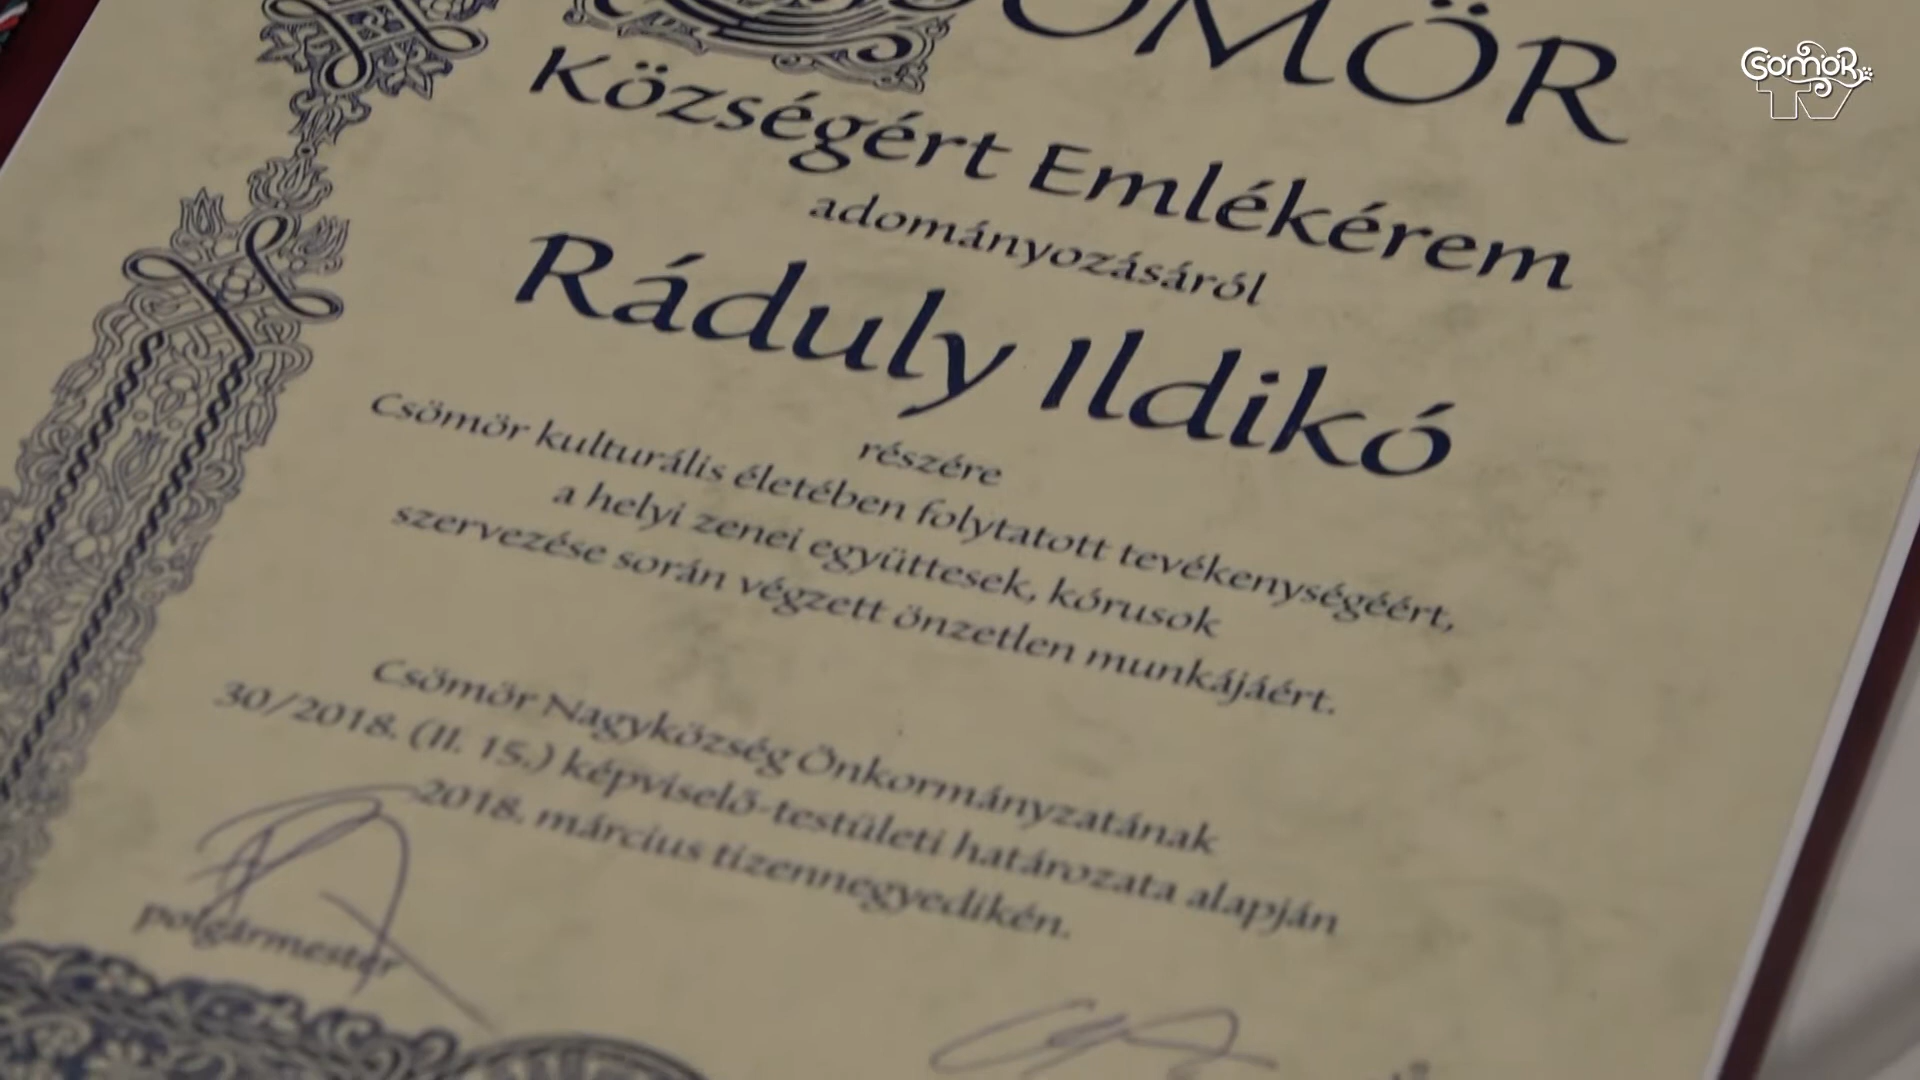 CSÖMÖR
Községért Emlékérem
adományozásáról
Ráduly Ildikó
részére
Csömör kulturális életében folytatott tevékenységéért,
a helyi zenei együttesek, kórusok
szervezése során végzett önzetlen munkájáért.
Csömör Nagyközség Önkormányzatának
30/2018. (II. 15.) képviselő-testületi határozata alapján
2018. március tizennegyedikén.
polgármester
CSÖMÖR
TV